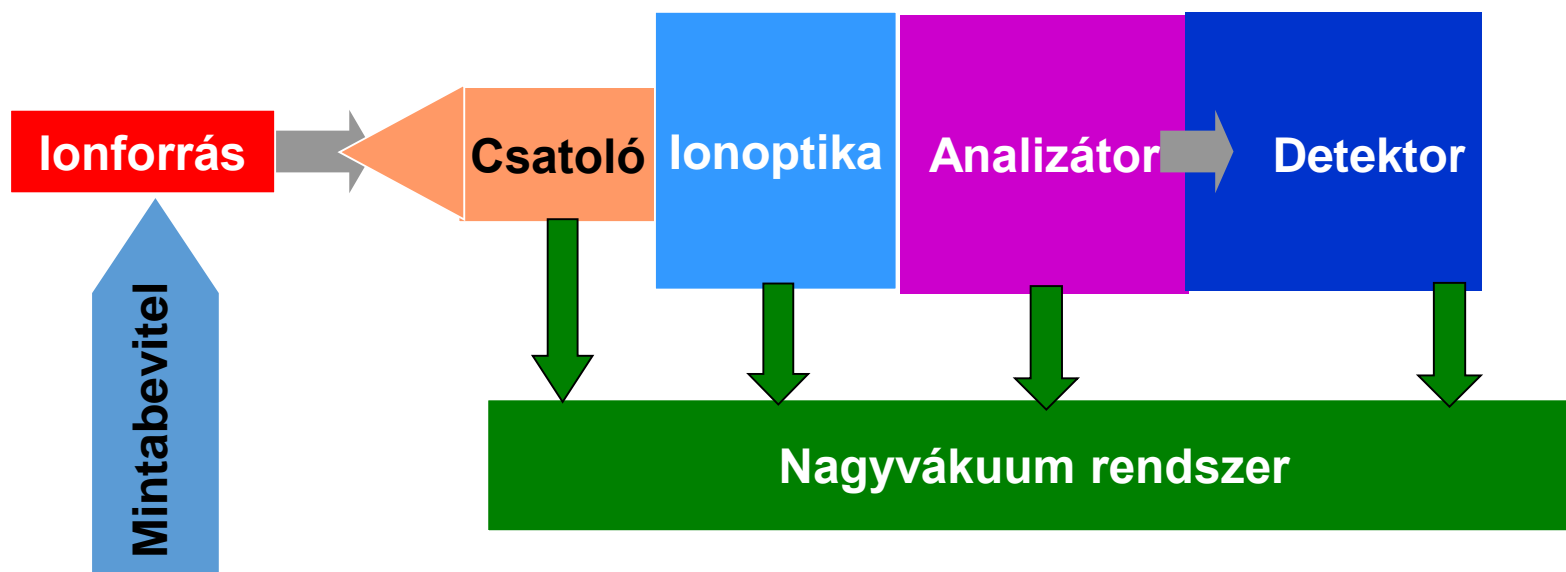 Ionforrás
Csatoló
Ionoptika
Analizátor
Detektor
Mintabevitel
Nagyvákuum rendszer